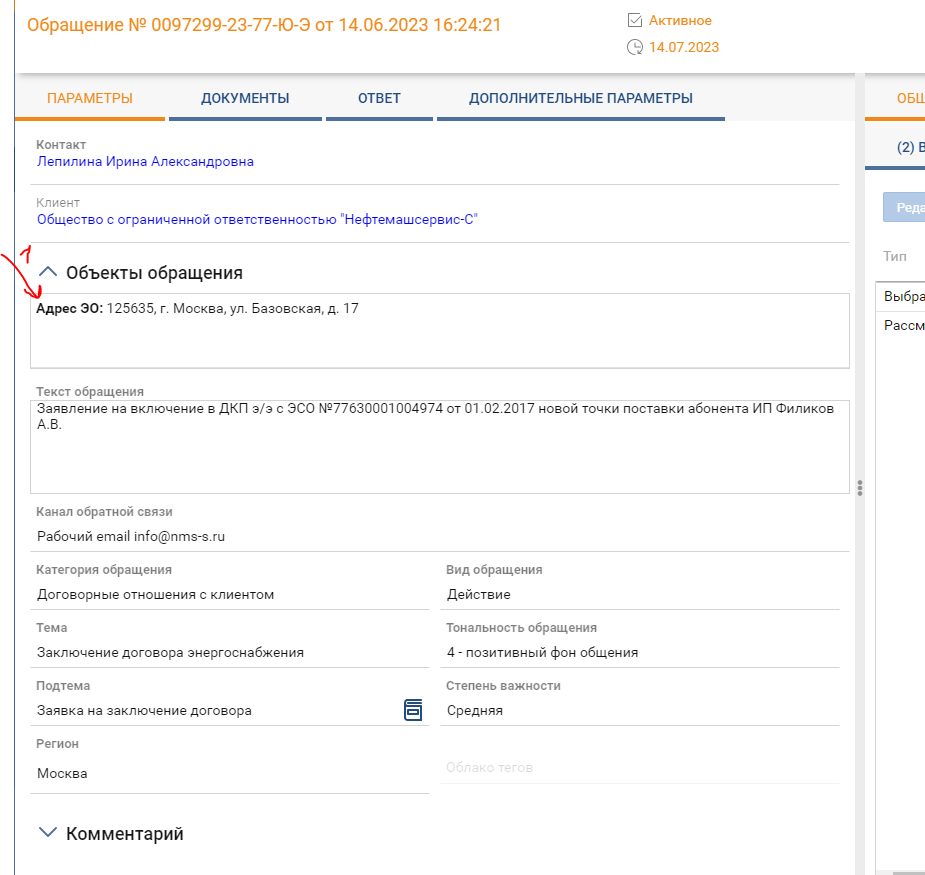 Обращение № 0097299-23-77-Ю-Э от 14.06.2023 16:24:21
Активное
14.07.2023
ПАРАМЕТРЫ ДОКУМЕНТЫ ОТВЕТ ДОПОЛНИТЕЛЬНЫЕ ПАРАМЕТРЫ
ОБЩ
Контакт
Лепилина Ирина Александровна
(2) В
Клиент
Общество с ограниченной ответственностью "Нефтемашсервис-С"
Реда
1
Тип
Объекты обращения
Адрес ЭО: 125635, г. Москва, ул. Базовская, д. 17
Выбра
Рассм
Текст обращения
Заявление на включение в ДКП э/э с ЭСО №77630001004974 от 01.02.2017 новой точки поставки абонента ИП Филиков
А.В.
Канал обратной связи
Рабочий email info@nms-s.ru
Категория обращения Вид обращения
Договорные отношения с клиентом Действие
Тема Тональность обращения
Заключение договора энергоснабжения 4 - позитивный фон общения
Подтема Степень важности
Заявка на заключение договора Средняя
Регион
Москва Облако тегов
Комментарий